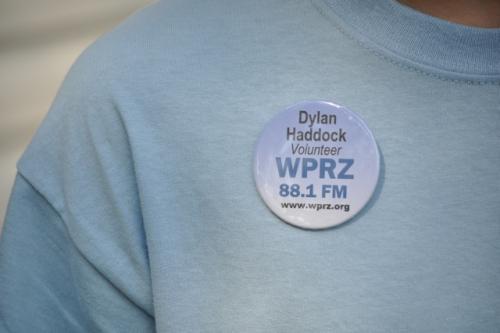 Dylan
Haddock
Volunteer
WPRZ
88.1 FM
www.wprz.org